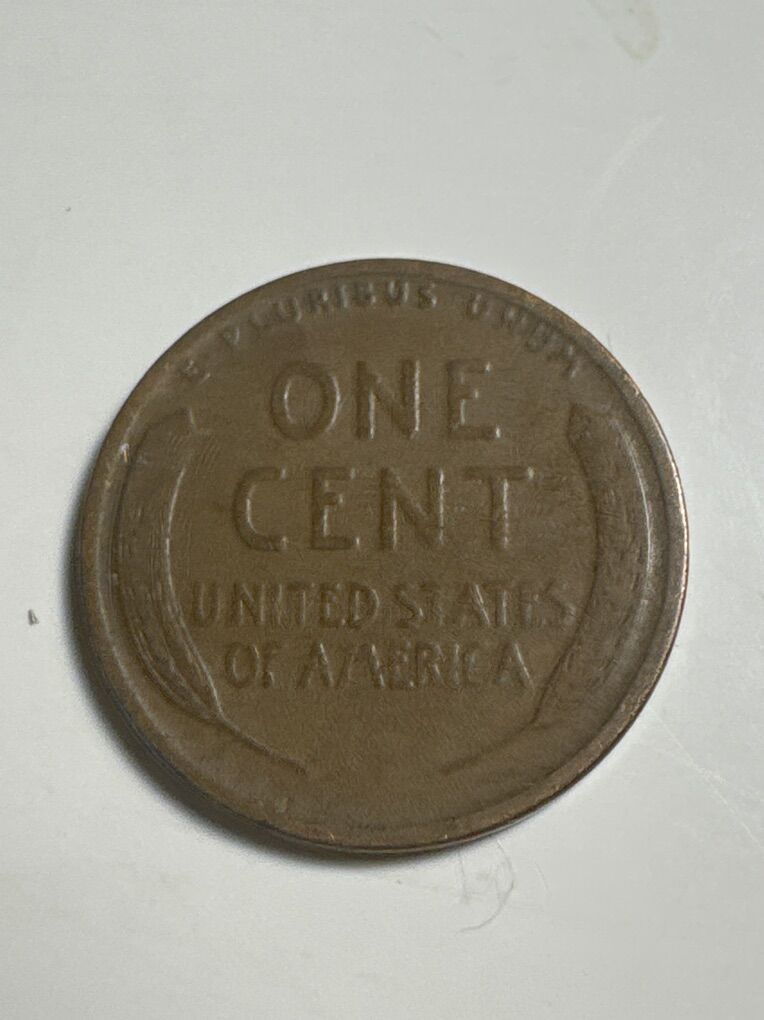 E PLURIBUS UNUM
ONE
CENT
UNITED STATES
OF AMERICA